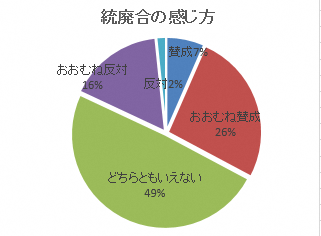 統廃合の感じ方
賛成7%
おおむね賛成
26%
どちらともいえない
49%
おおむね反対
16%
反対2%